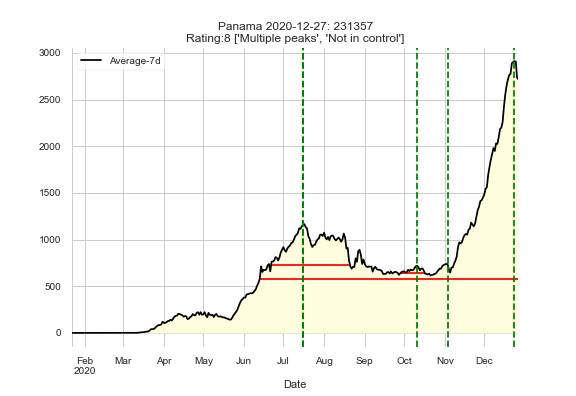 Panama 2020-12-27: 231357
Rating:8 ['Multiple peaks', 'Not in control']
Average-7d
3000
2500
2000
1500
1000
500
0
Feb Mar Apr May Jun Jul Aug Sep Oct Nov Dec
2020
Date